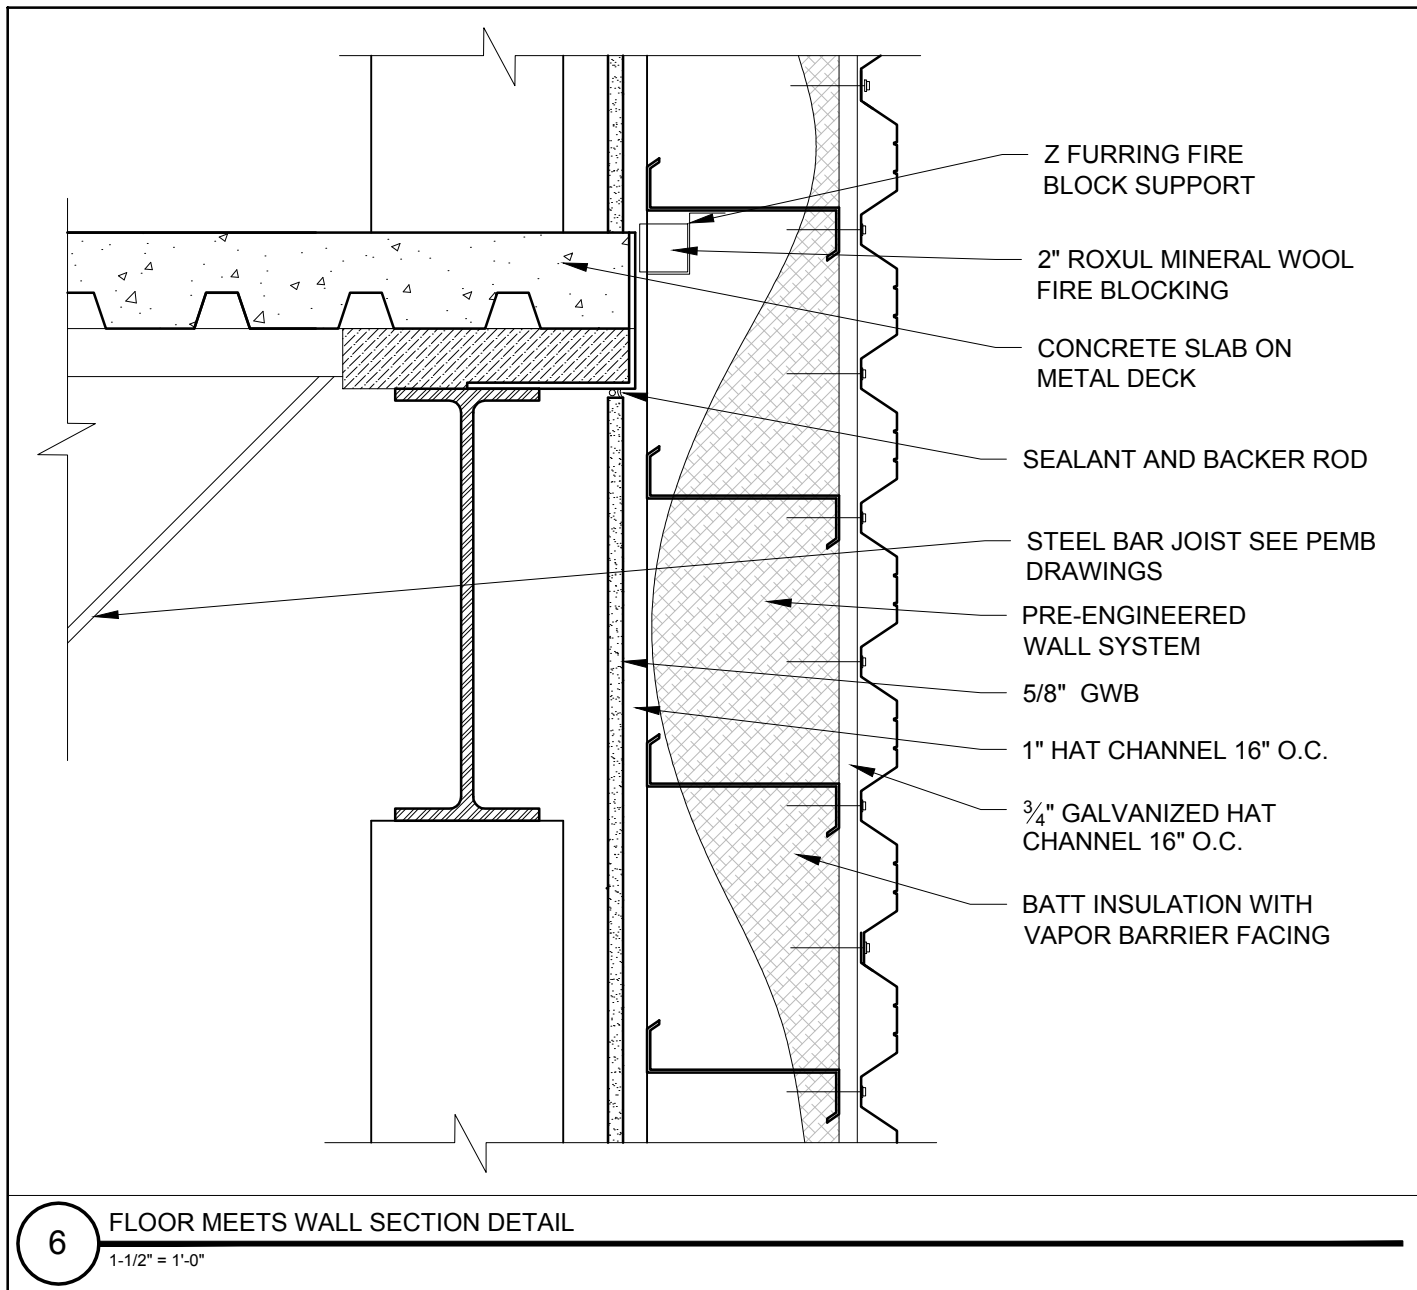 Z FURRING FIRE
BLOCK SUPPORT
2" ROXUL MINERAL WOOL
FIRE BLOCKING
CONCRETE SLAB ON
METAL DECK
SEALANT AND BACKER ROD
STEEL BAR JOIST SEE PEMB
DRAWINGS
PRE-ENGINEERED
WALL SYSTEM
5/8" GWB
1" HAT CHANNEL 16" O.C.
¾" GALVANIZED HAT
CHANNEL 16" O.C.
BATT INSULATION WITH
VAPOR BARRIER FACING
6
FLOOR MEETS WALL SECTION DETAIL
1-1/2" = 1'-0"